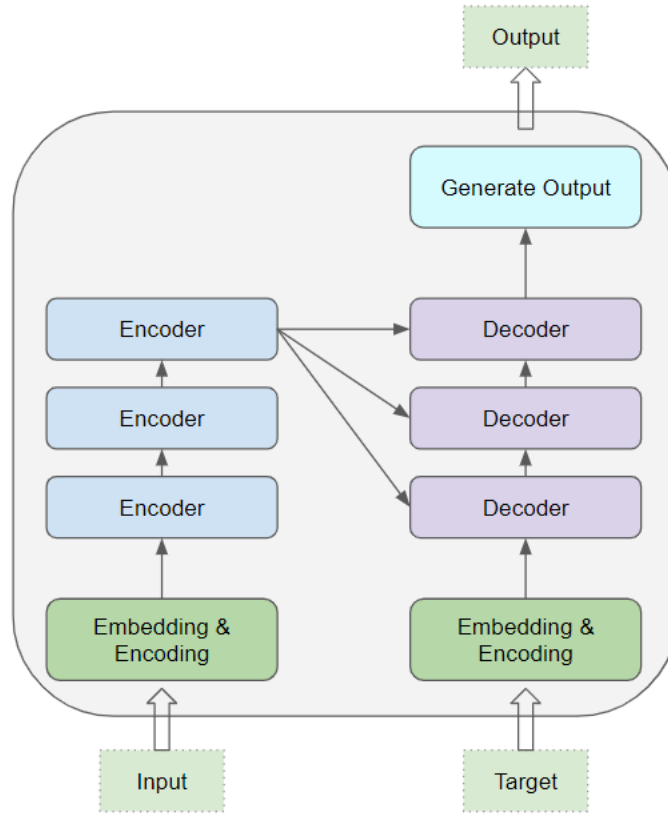 Output
Generate Output
Encoder
Decoder
Encoder
Decoder
Encoder
Decoder
Embedding &
Encoding
Embedding &
Encoding
Input
Target